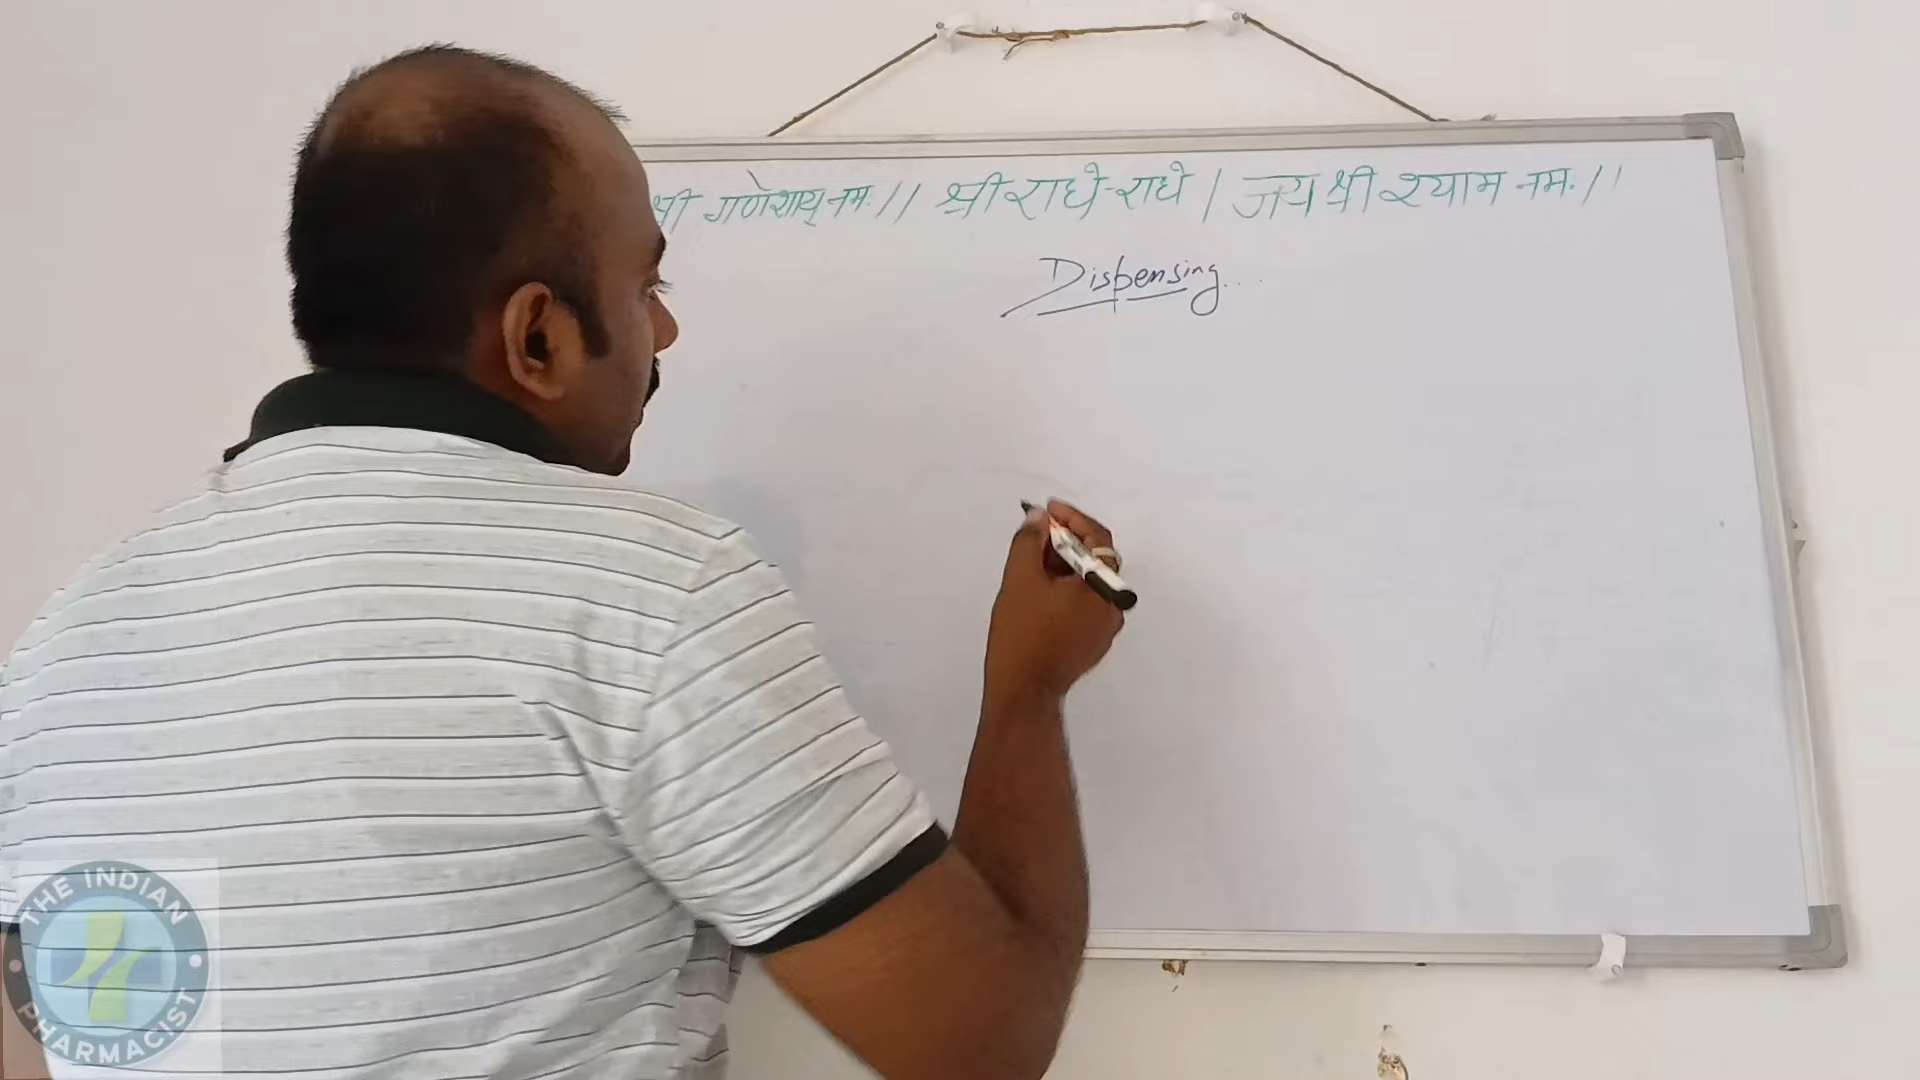 श्री गणेशाय नमः // श्री राधे-राधे / जय श्री श्याम नमः //
Dispensing...
THE INDIAN PHARMACIST